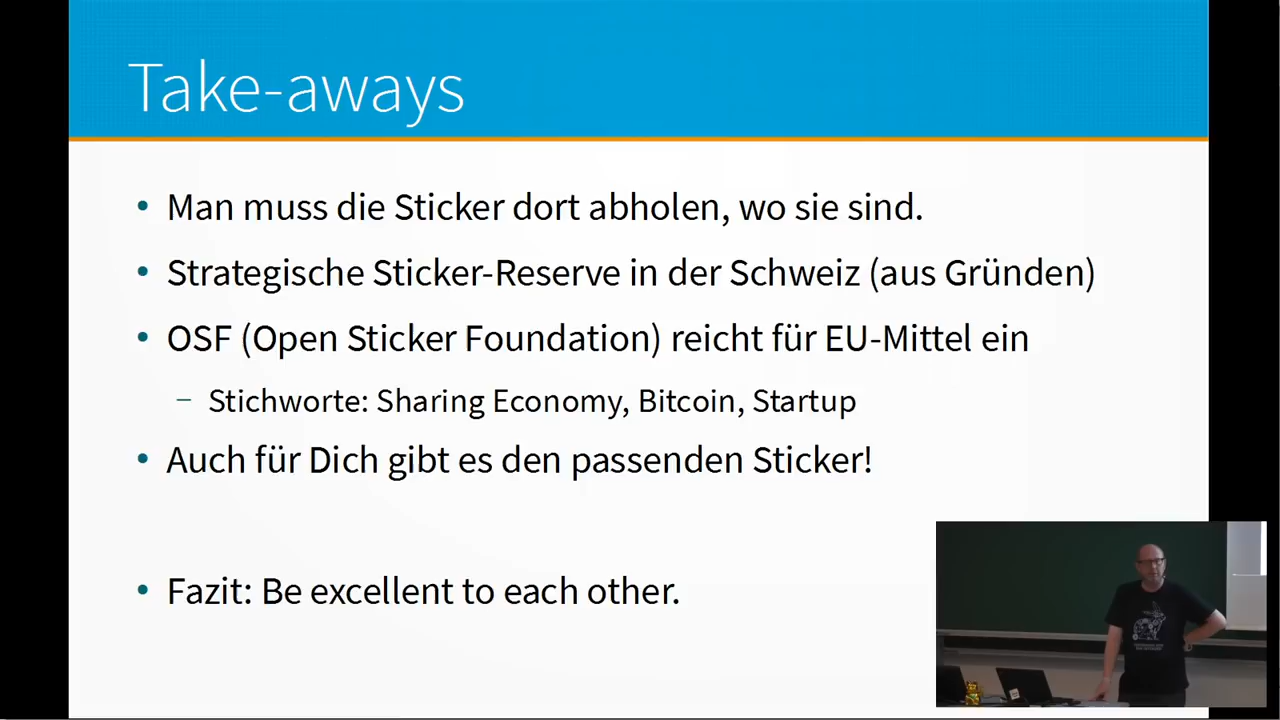 Take-aways
• Man muss die Sticker dort abholen, wo sie sind.
• Strategische Sticker-Reserve in der Schweiz (aus Gründen)
• OSF (Open Sticker Foundation) reicht für EU-Mittel ein
– Stichworte: Sharing Economy, Bitcoin, Startup
• Auch für Dich gibt es den passenden Sticker!
• Fazit: Be excellent to each other.